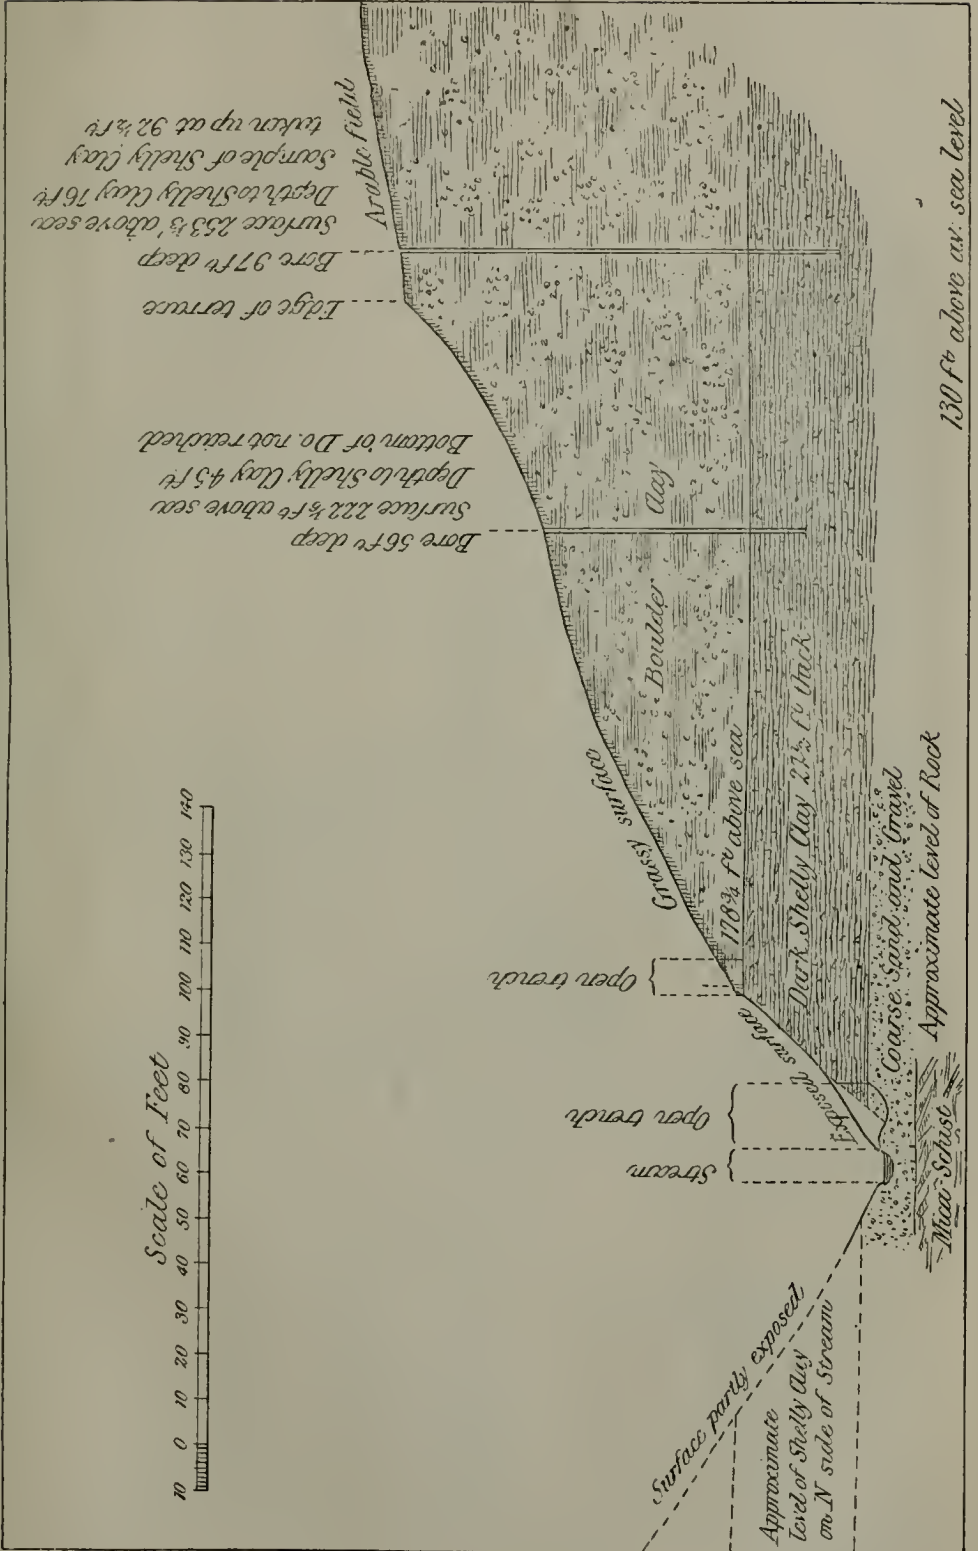 Scale of Feet
10 0 10 20 30 40 50 60 70 80 90 100 110 120 130 140
Surface partly exposed
Approximate
level of Shelly Clay
on N side of Stream
Stream
Open trench
Exposed surface
Open trench
Grassy surface
178¾ ft above sea
Dark Shelly Clay ft thick
Coarse Sand and Gravel
Mica Schist
Approximate level of Rock
Boulder
Clay
Bore 56 ft deep
Surface 222 ½ ft above sea
Depth to Shelly Clay 45 ft
Bottom of Do. not reached
Edge of terrace
Bore 97 ft deep
Surface 253⅓ above sea
Depth to Shelly Clay 76 ft
Sample of Shelly Clay
taken up at 92 ½ ft
Arable field
130 ft above av. sea level